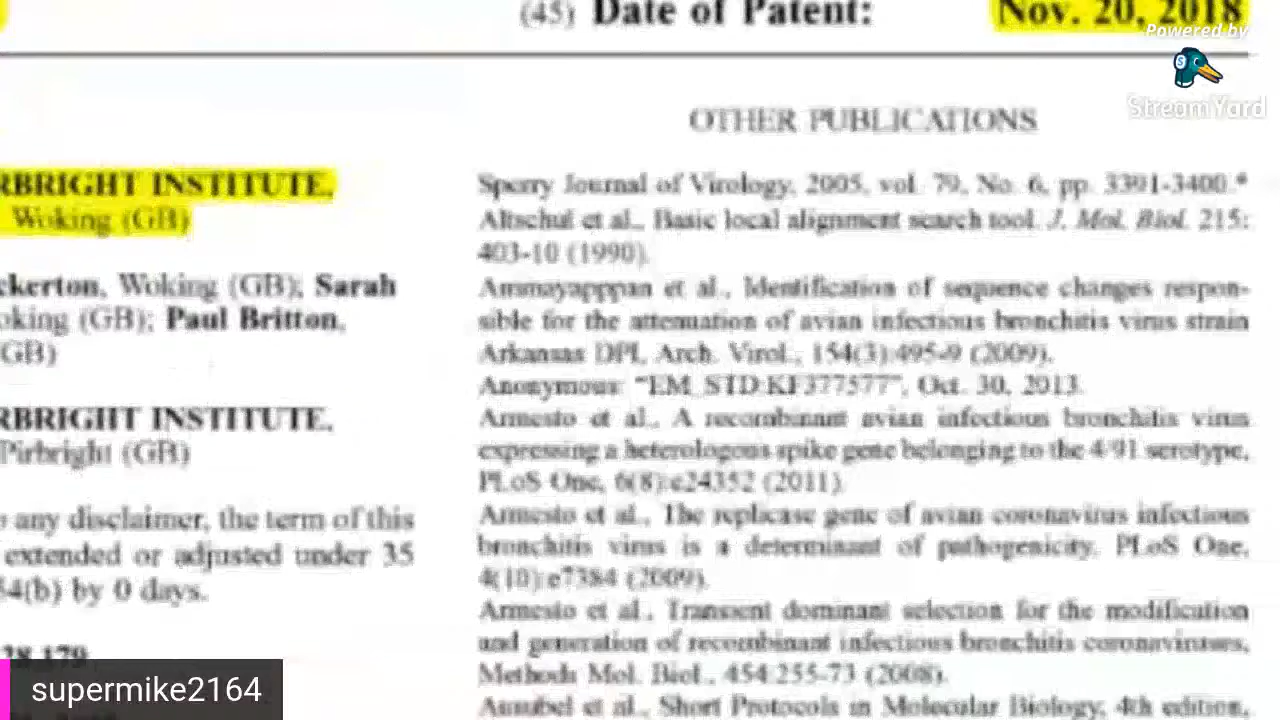 (45) Date of Patent: Nov. 20, 2018
Powered by
StreamYard
OTHER PUBLICATIONS
RBRIGHT INSTITUTE,
Woking (GB)
ckerton, Woking (GB); Sarah
oking (GB); Paul Britton,
GB)
RBRIGHT INSTITUTE,
Pirbright (GB)
o any disclaimer, the term of this
extended or adjusted under 35
54(b) by 0 days.
28,179
Sperry Journal of Virology, 2005, vol. 79, No. 6, pp. 3391-3400.*
Altschul et al., Basic local alignment search tool. J. Mol. Biol. 215:
403-10 (1990).
Ammayapppan et al., Identification of sequence changes respon-
sible for the attenuation of avian infectious bronchitis virus strain
Arkansas DPI, Arch. Virol., 154(3):495-9 (2009).
Anonymous: "EM_STD:KF377577", Oct. 30, 2013.
Armesto et al., A recombinant avian infectious bronchitis virus
expressing a heterologous spike gene belonging to the 4/91 serotype,
PLoS One, 6(8):e24352 (2011).
Armesto et al., The replicase gene of avian coronavirus infectious
bronchitis virus is a determinant of pathogenicity. PLoS One,
4(10):e7384 (2009).
Armesto et al., Transient dominant selection for the modification
and generation of recombinant infectious bronchitis coronaviruses,
Methods Mol. Biol., 454:255-73 (2008).
Ausubel et al., Short Protocols in Molecular Biology, 4th edition,
supermike2164